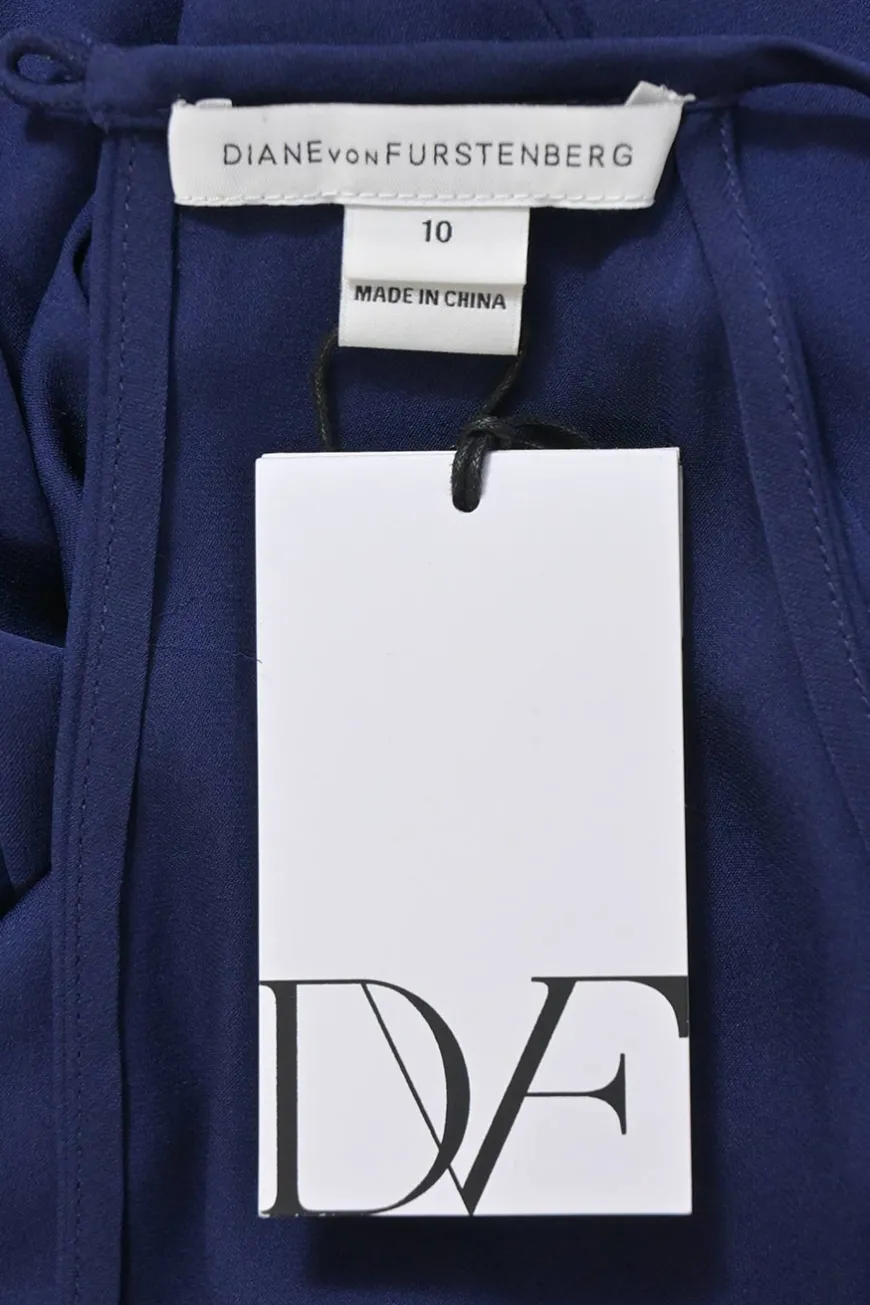 DIANE VON FURSTENBERG
10
MADE IN CHINA
DVF